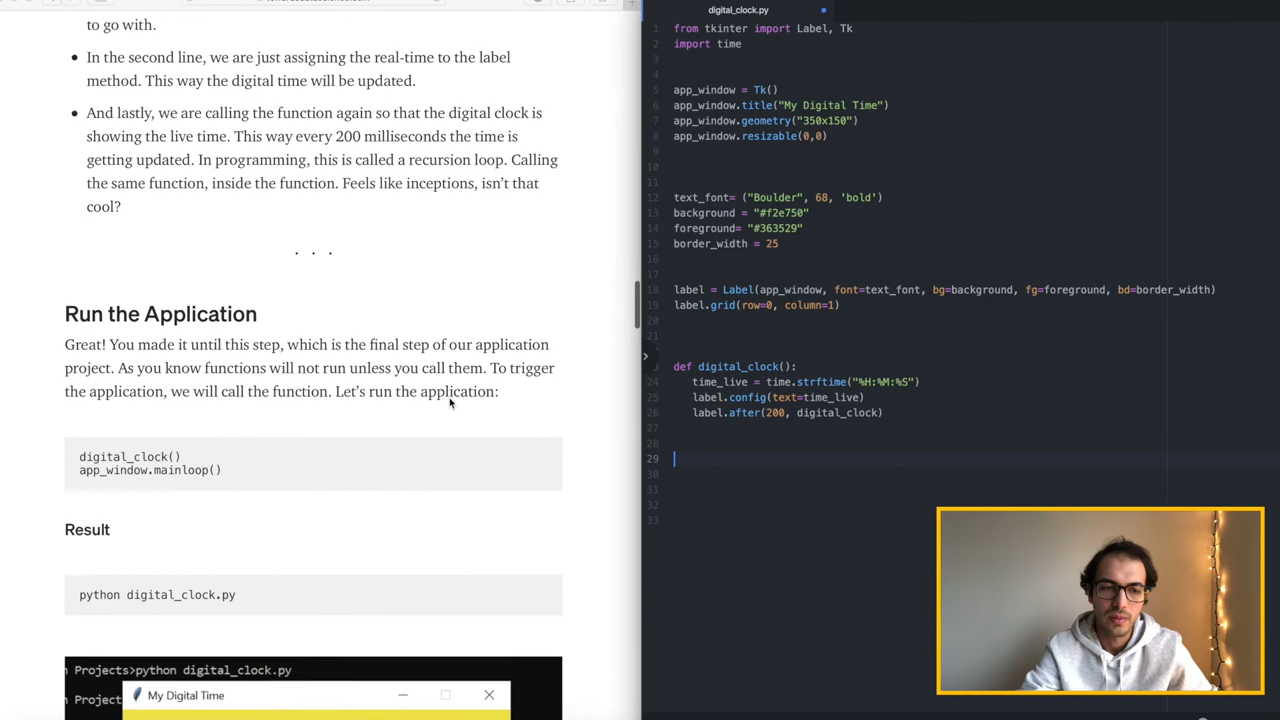 to go with.
In the second line, we are just assigning the real-time to the label
method. This way the digital time will be updated.
And lastly, we are calling the function again so that the digital clock is
showing the live time. This way every 200 milliseconds the time is
getting updated. In programming, this is called a recursion loop. Calling
the same function, inside the function. Feels like inceptions, isn't that
cool?
. . .
Run the Application
Great! You made it until this step, which is the final step of our application
project. As you know functions will not run unless you call them. To trigger
the application, we will call the function. Let's run the application:
digital_clock()
app_window.mainloop()
Result
python digital_clock.py
Projects>python digital_clock.py
Project
My Digital Time
digital_clock.py
1 from tkinter import Label, Tk
2 import time
3
4
5 app_window = Tk()
6 app_window.title("My Digital Time")
7 app_window.geometry("350x150")
8 app_window.resizable(0,0)
9
10
11
12 text_font= ("Boulder", 68, 'bold')
13 background = "#f2e750"
14 foreground= "#363529"
15 border_width = 25
16
17
18 label = Label(app_window, font=text_font, bg=background, fg=foreground, bd=border_width)
19 label.grid(row=0, column=1)
20
21
def digital_clock():
24 time_live = time.strftime("%H:%M:%S")
25 label.config(text=time_live)
26 label.after(200, digital_clock)
27
28
29
30
31
32
33